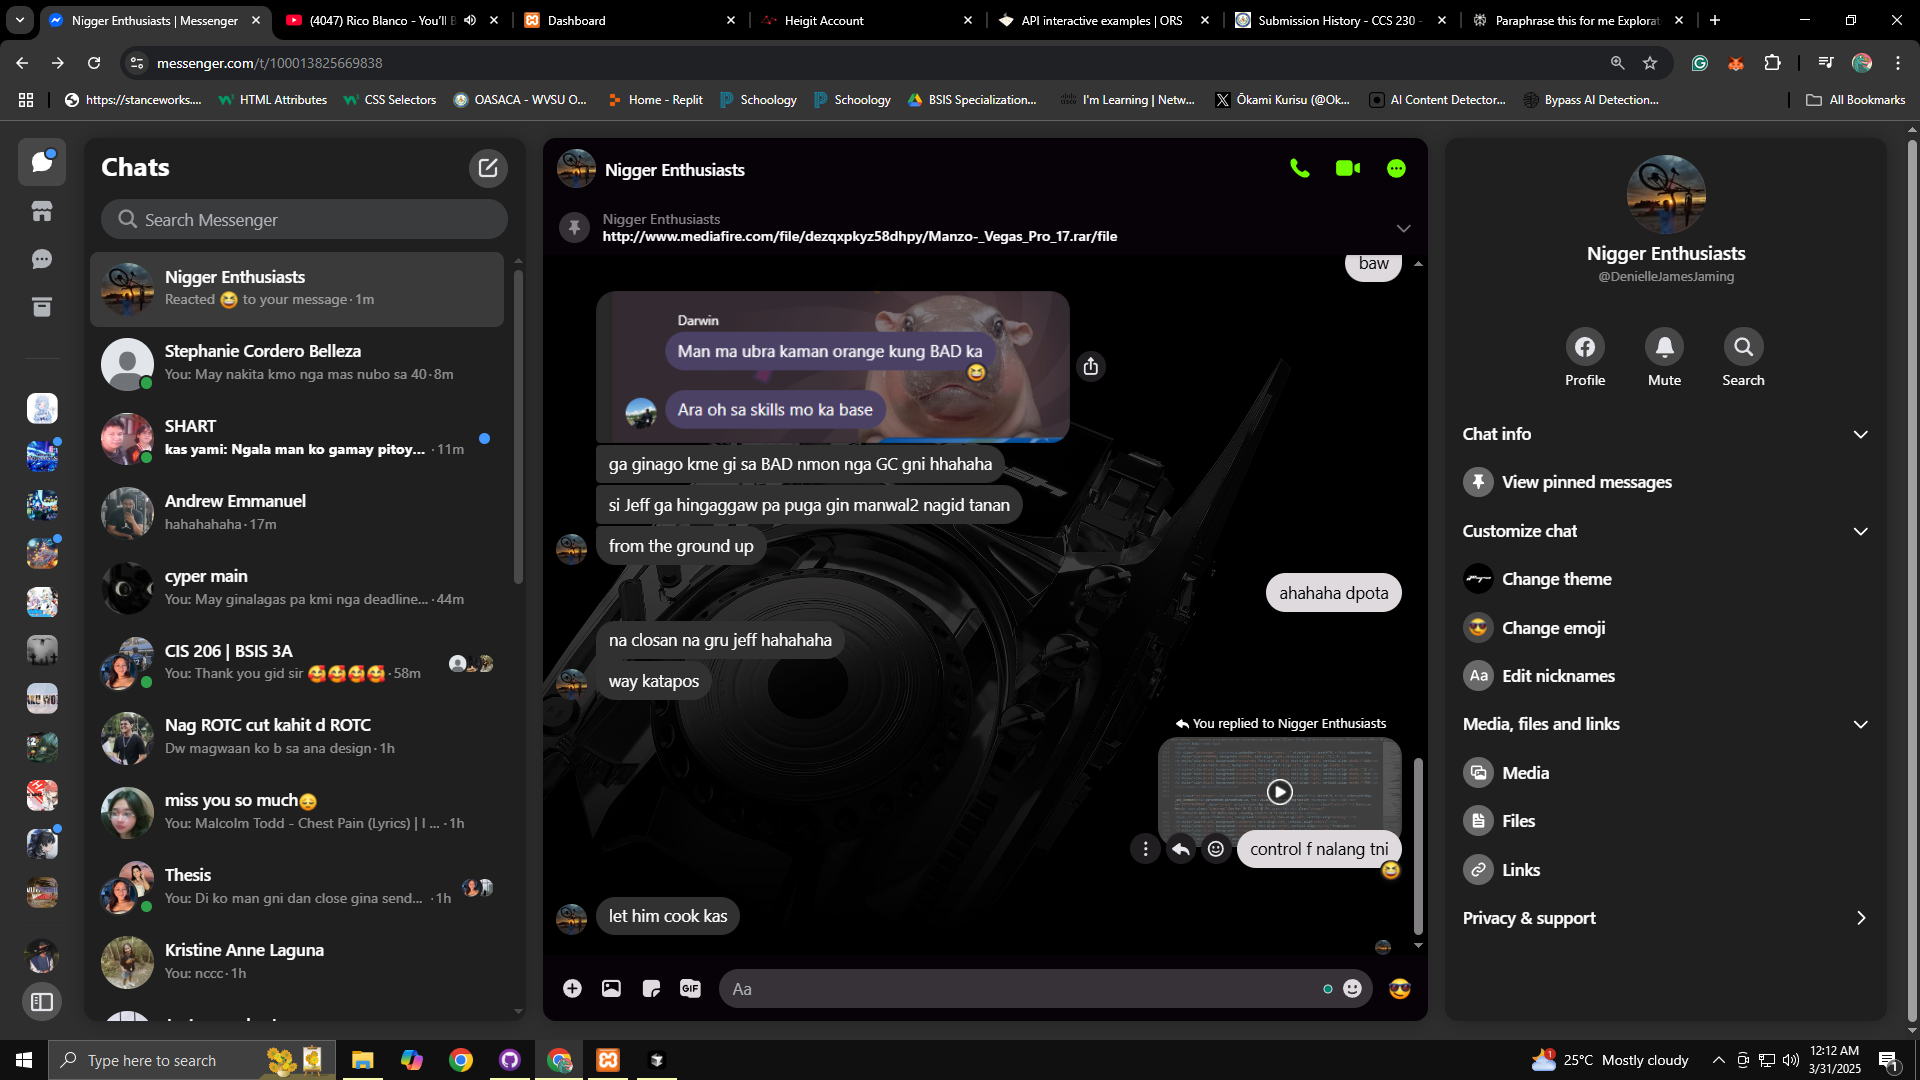 Nigger Enthusiasts | Messenger
(4047) Rico Blanco - You'll B
Dashboard
Heigit Account
API interactive examples | ORS
Submission History - CCS 230 -
Paraphrase this for me Explorat
messenger.com/t/100013825669838
https://stanceworks....
HTML Attributes
CSS Selectors
OASACA - WVSU O...
Home - Replit
Schoology
Schoology
BSIS Specialization...
I'm Learning | Netw...
Ōkami Kurisu (@Ok...
AI Content Detector...
Bypass AI Detection...
All Bookmarks
Chats
Search Messenger
Nigger Enthusiasts
Reacted 😆 to your message · 1m
Stephanie Cordero Belleza
You: May nakita kmo nga mas nubo sa 40 · 8m
SHART
kas yami: Ngala man ko gamay pitoy... · 11m
Andrew Emmanuel
hahahahaha · 17m
cyper main
You: May ginalagas pa kmi nga deadline... · 44m
CIS 206 | BSIS 3A
You: Thank you gid sir 🥰🥰🥰🥰 · 58m
Nag ROTC cut kahit d ROTC
Dw magwaan ko b sa ana design · 1h
miss you so much😔
You: Malcolm Todd - Chest Pain (Lyrics) | I ... · 1h
Thesis
You: Di ko man gni dan close gina send... · 1h
Kristine Anne Laguna
You: nccc · 1h
Nigger Enthusiasts
Nigger Enthusiasts
http://www.mediafire.com/file/dezqxpkyz58dhpy/Manzo-_Vegas_Pro_17.rar/file
baw
Darwin
Man ma ubra kaman orange kung BAD ka
Ara oh sa skills mo ka base
ga ginago kme gi sa BAD nmon nga GC gni hhahaha
si Jeff ga hingaggaw pa puga gin manwal2 nagid tanan
from the ground up
ahahaha dpota
na closan na gru jeff hahahaha
way katapos
You replied to Nigger Enthusiasts
control f nalang tni
let him cook kas
GIF
Aa
Nigger Enthusiasts
@DenielleJamesJaming
Profile
Mute
Search
Chat info
View pinned messages
Customize chat
Change theme
Change emoji
Aa
Edit nicknames
Media, files and links
Media
Files
Links
Privacy & support
Type here to search
1
25°C Mostly cloudy
12:12 AM
3/31/2025
1